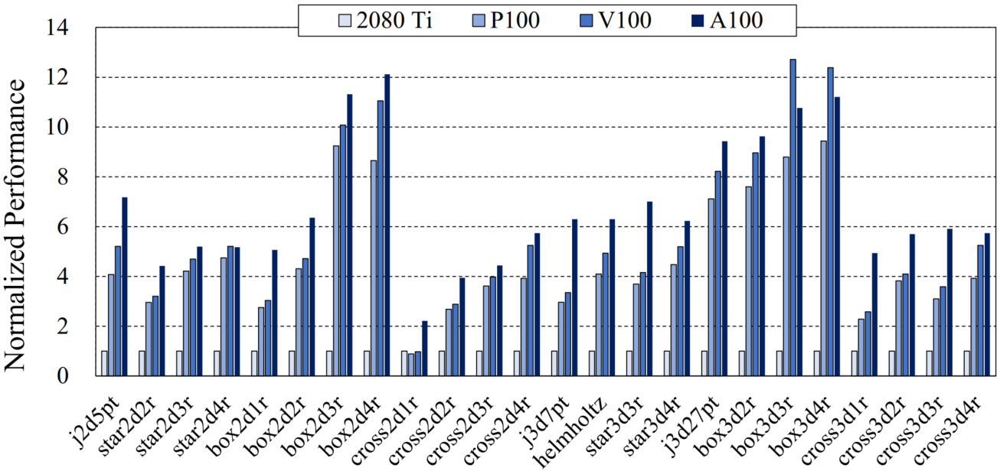 2080 Ti P100 V100 A100
14
12
10
8
6
4
2
0
Normalized Performance
j2d5pt
star2d2r
star2d3r
star2d4r
box2d1r
box2d2r
box2d3r
box2d4r
cross2d1r
cross2d2r
cross2d3r
cross2d4r
j3d7pt
helmholtz
star3d3r
star3d4r
j3d27pt
box3d2r
box3d3r
box3d4r
cross3d1r
cross3d2r
cross3d3r
cross3d4r